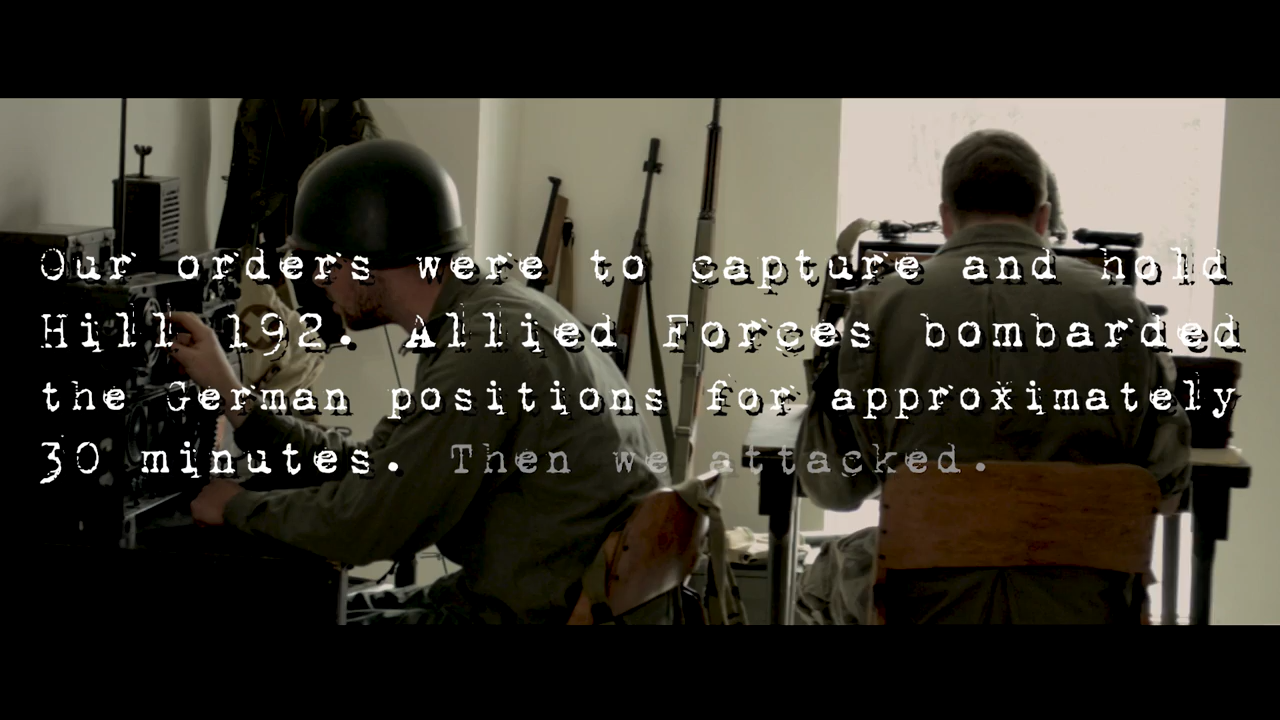 Our orders were to capture and hold
Hill 192. Allied Forces bombarded
the German positions for approximately
30 minutes. Then we attacked.